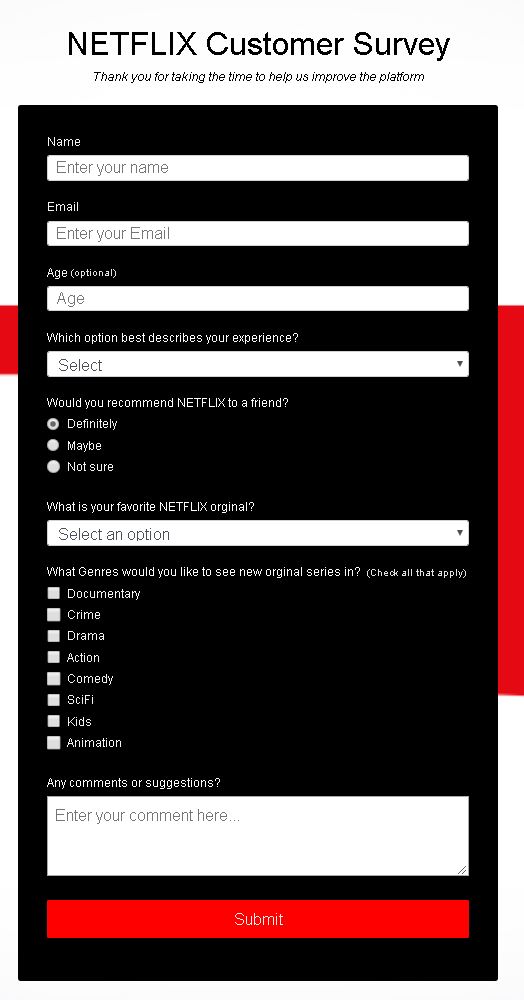 NETFLIX Customer Survey
Thank you for taking the time to help us improve the platform
Name
Enter your name
Email
Enter your Email
Age (optional)
Age
Which option best describes your experience?
Select
Would you recommend NETFLIX to a friend?
Definitely
Maybe
Not sure
What is your favorite NETFLIX orginal?
Select an option
What Genres would you like to see new orginal series in? (Check all that apply)
Documentary
Crime
Drama
Action
Comedy
SciFi
Kids
Animation
Any comments or suggestions?
Enter your comment here...
Submit